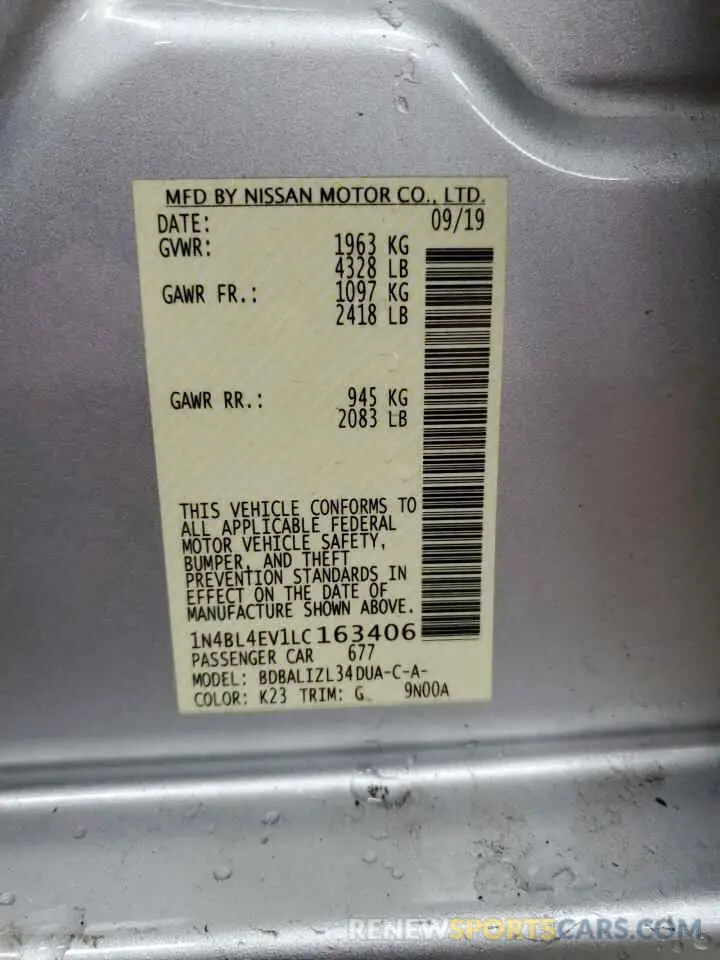 MFD BY NISSAN MOTOR CO., LTD.
DATE: 09/19
GVWR: 1963 KG
4328 LB
GAWR FR.: 1097 KG
2418 LB
GAWR RR.: 945 KG
2083 LB
THIS VEHICLE CONFORMS TO
ALL APPLICABLE FEDERAL
MOTOR VEHICLE SAFETY,
BUMPER, AND THEFT
PREVENTION STANDARDS IN
EFFECT ON THE DATE OF
MANUFACTURE SHOWN ABOVE.
1N4BL4EV1LC163406
PASSENGER CAR 677
MODEL: BDBALIZL34DUA-C-A-
COLOR: K23 TRIM: G 9N00A
RENEWSPORTSCARS.COM